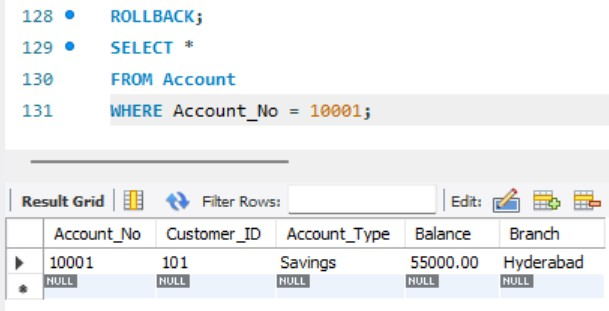 128 ROLLBACK;
129 SELECT *
130 FROM Account
131 WHERE Account_No = 10001;
Result Grid Filter Rows: Edit:
Account_No Customer_ID Account_Type Balance Branch
10001 101 Savings 55000.00 Hyderabad
NULL NULL NULL NULL NULL